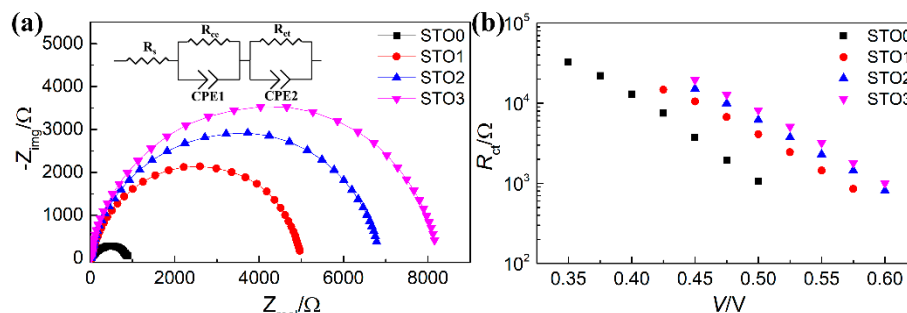 (a)
5000
4000
3000
2000
1000
0
-Z_img/Ω
R_s
R_ce
R_ct
CPE1
CPE2
STO0
STO1
STO2
STO3
0 2000 4000 6000 8000
(b)
10^5
10^4
10^3
10^2
R_ct/Ω
STO0
STO1
STO2
STO3
0.35 0.40 0.45 0.50 0.55 0.60
V/V